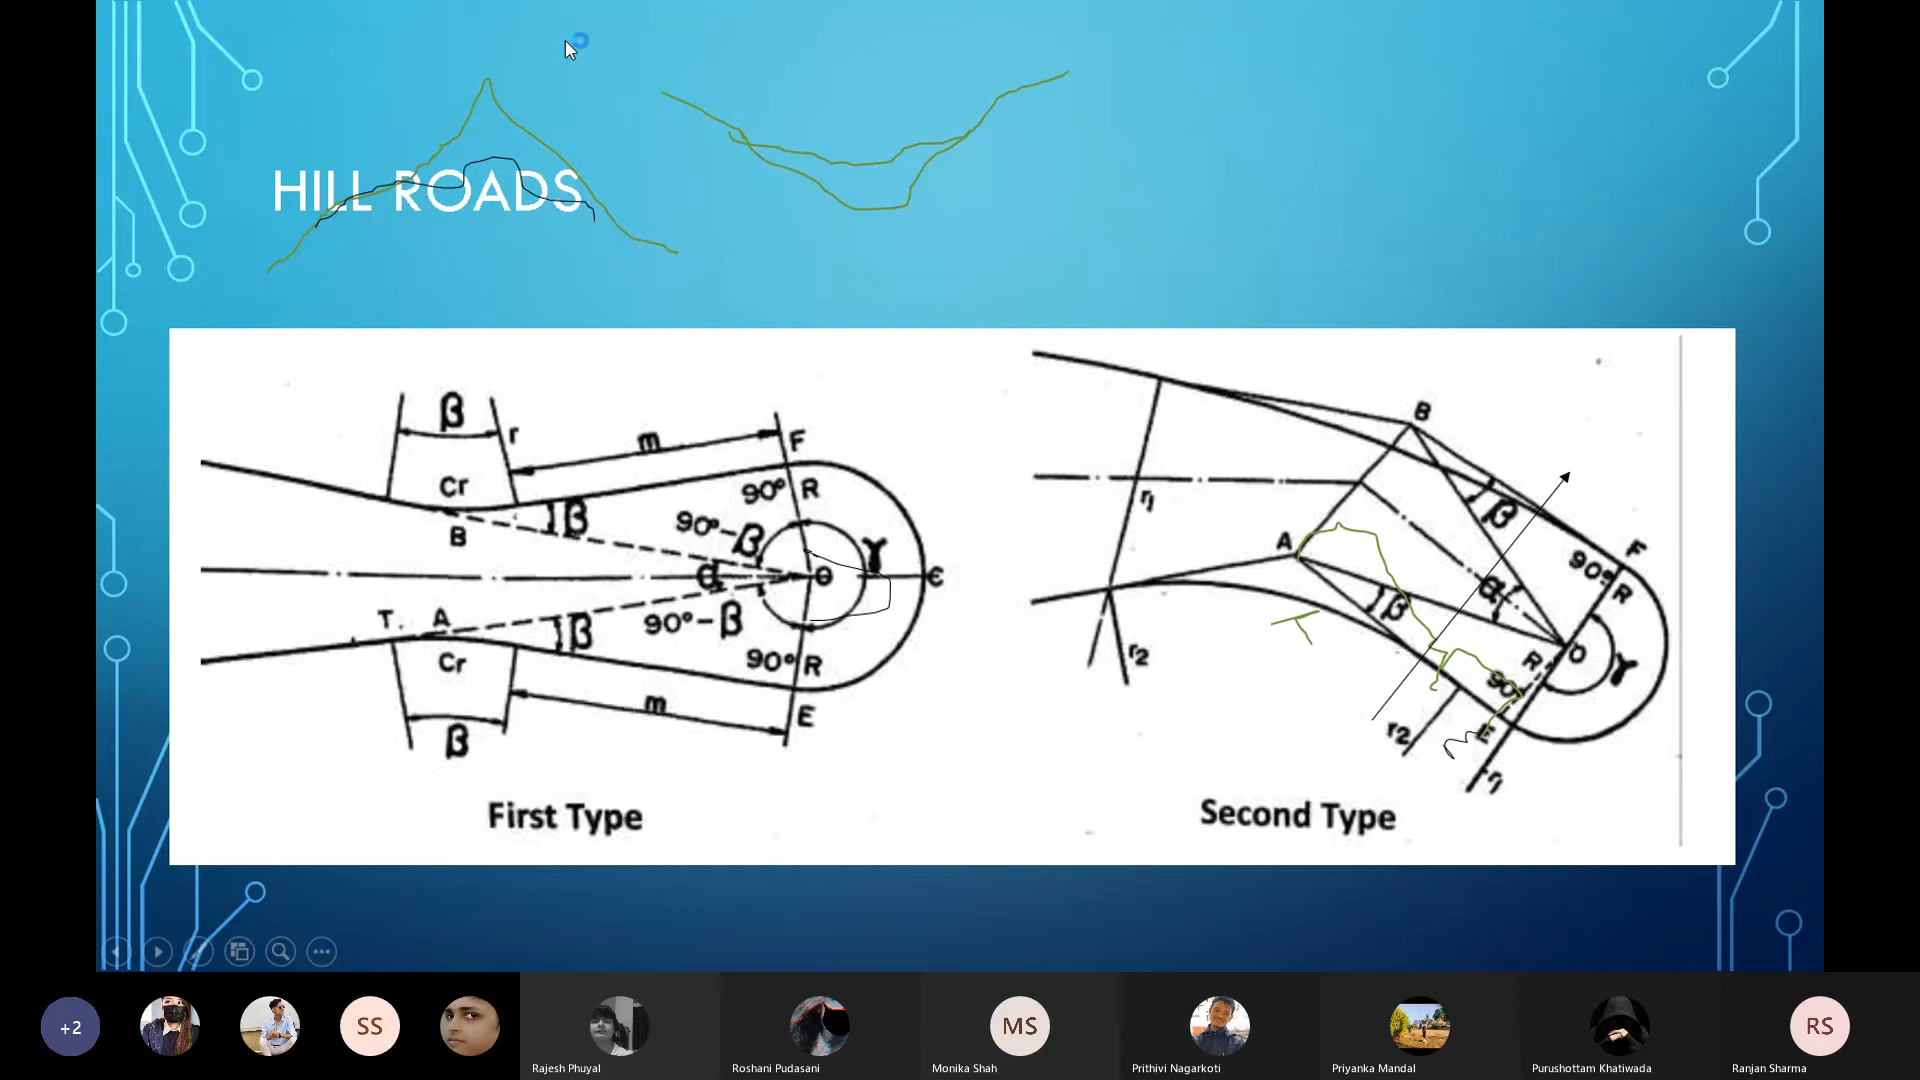 HILL ROADS
β
r
m
F
Cr
90° R
B
β
90°-β
γ
α
O
C
T. A
β
90°-β
Cr
90° R
m
E
β
First Type
B
r1
β
F
A
90°
R
α
β
r2
R
O
γ
90°
r2
E
r1
Second Type
+2
SS
MS
RS
Rajesh Phuyal
Roshani Pudasani
Monika Shah
Prithivi Nagarkoti
Priyanka Mandal
Purushottam Khatiwada
Ranjan Sharma